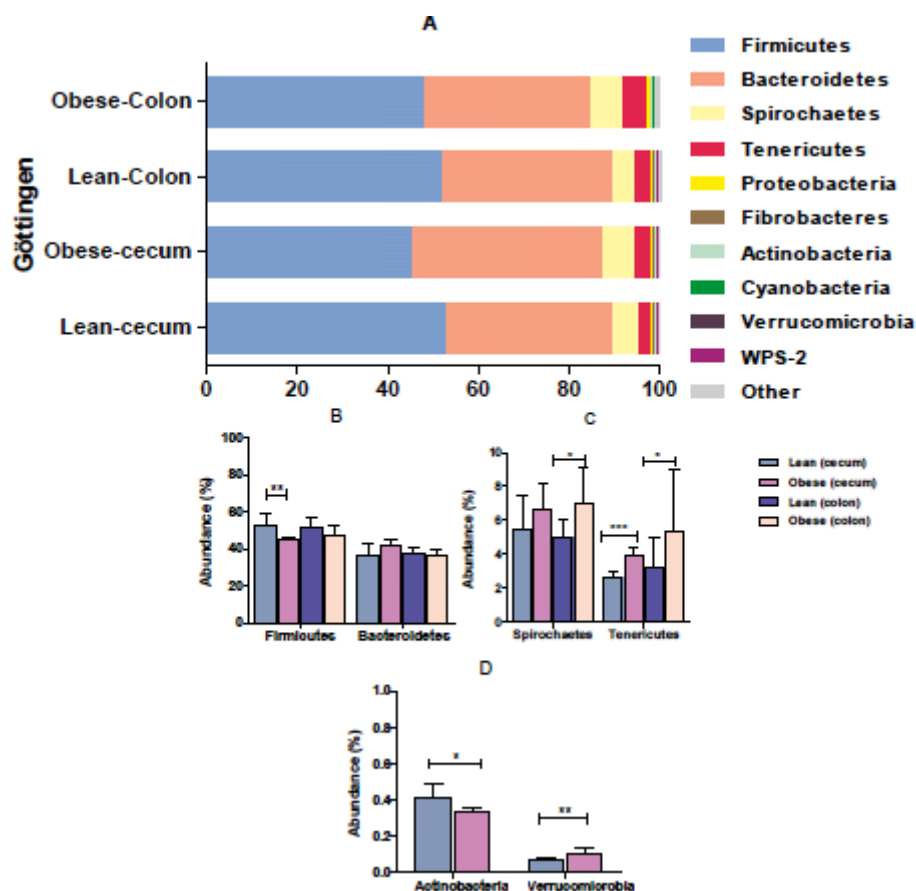 A
Göttingen
Obese-Colon
Lean-Colon
Obese-cecum
Lean-cecum
0 20 40 60 80 100
Firmicutes
Bacteroidetes
Spirochaetes
Tenericutes
Proteobacteria
Fibrobacteres
Actinobacteria
Cyanobacteria
Verrucomicrobia
WPS-2
Other
B
Abundance (%)
100
80
60
40
20
0
**
Firmicutes Bacteroidetes
C
Abundance (%)
10
8
6
4
2
0
*
***
*
Spirochaetes Tenericutes
Lean (cecum)
Obese (cecum)
Lean (colon)
Obese (colon)
D
Abundance (%)
1.0
0.8
0.6
0.4
0.2
0.0
*
**
Actinobacteria Verrucomicrobia